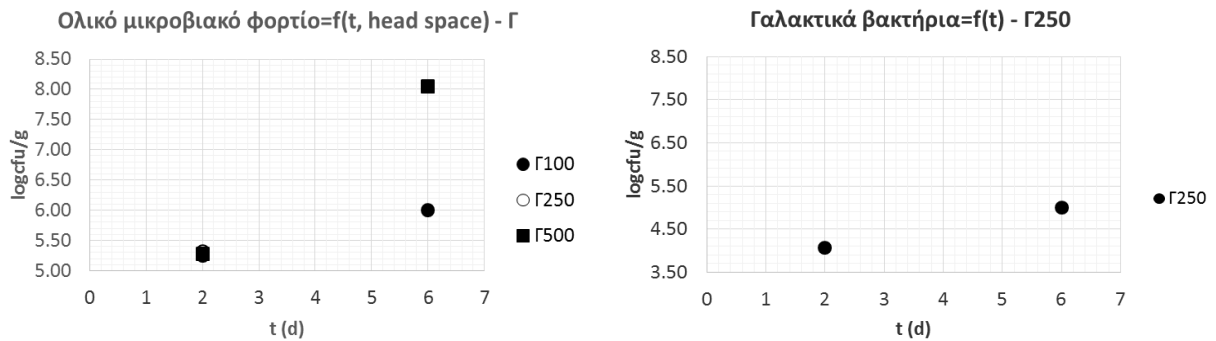 Ολικό μικροβιακό φορτίο=f(t, head space) - Γ
8.50
8.00
7.50
7.00
6.50
6.00
5.50
5.00
logcfu/g
0 1 2 3 4 5 6 7
t (d)
Γ100
Γ250
Γ500
Γαλακτικά βακτήρια=f(t) - Γ250
8.50
7.50
6.50
5.50
4.50
3.50
logcfu/g
0 1 2 3 4 5 6 7
t (d)
Γ250